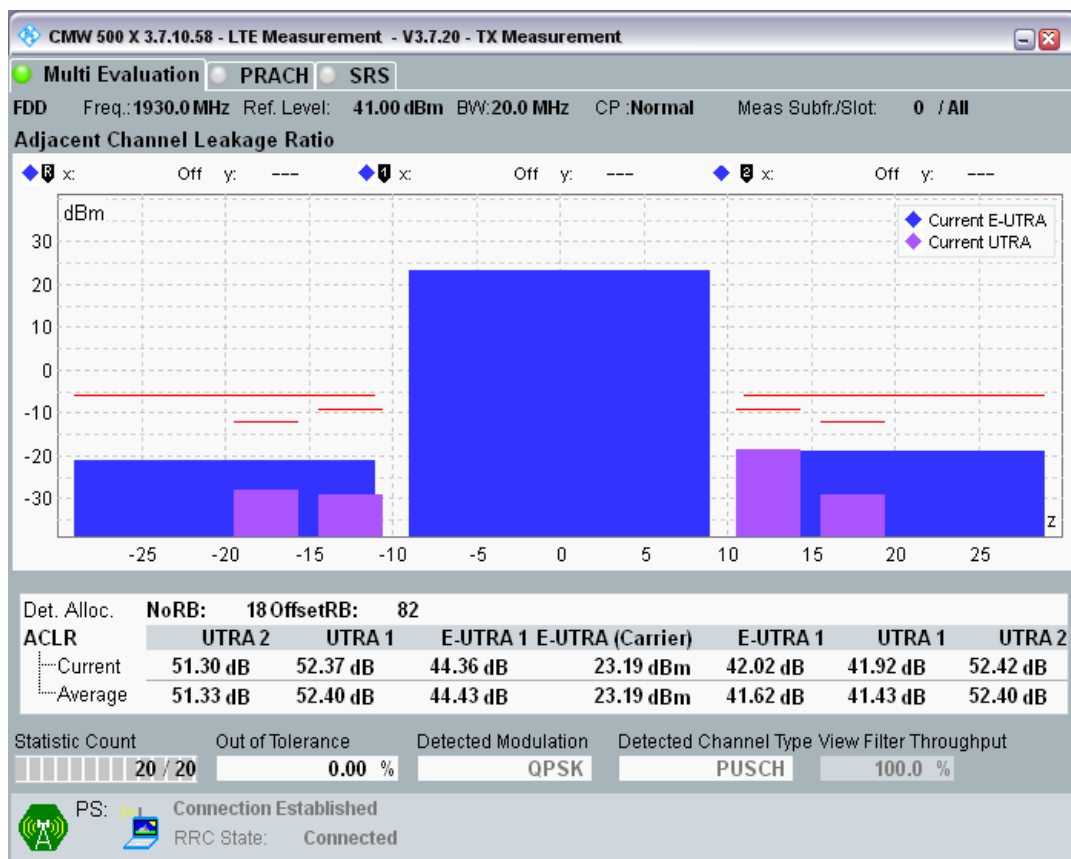 CMW 500 X 3.7.10.58 - LTE Measurement - V3.7.20 - TX Measurement
Multi Evaluation PRACH SRS
FDD Freq.: 1930.0 MHz Ref. Level: 41.00 dBm BW: 20.0 MHz CP : Normal Meas Subfr./Slot: 0 / All
Adjacent Channel Leakage Ratio
R x: Off y: --- 1 x: Off y: --- 2 x: Off y: ---
dBm
Current E-UTRA
Current UTRA
30
20
10
0
-10
-20
-30
z
-25 -20 -15 -10 -5 0 5 10 15 20 25
Det. Alloc. NoRB: 18 OffsetRB: 82
ACLR UTRA 2 UTRA 1 E-UTRA 1 E-UTRA (Carrier) E-UTRA 1 UTRA 1 UTRA 2
Current 51.30 dB 52.37 dB 44.36 dB 23.19 dBm 42.02 dB 41.92 dB 52.42 dB
Average 51.33 dB 52.40 dB 44.43 dB 23.19 dBm 41.62 dB 41.43 dB 52.40 dB
Statistic Count Out of Tolerance Detected Modulation Detected Channel Type View Filter Throughput
20 / 20 0.00 % QPSK PUSCH 100.0 %
PS: Connection Established
RRC State: Connected